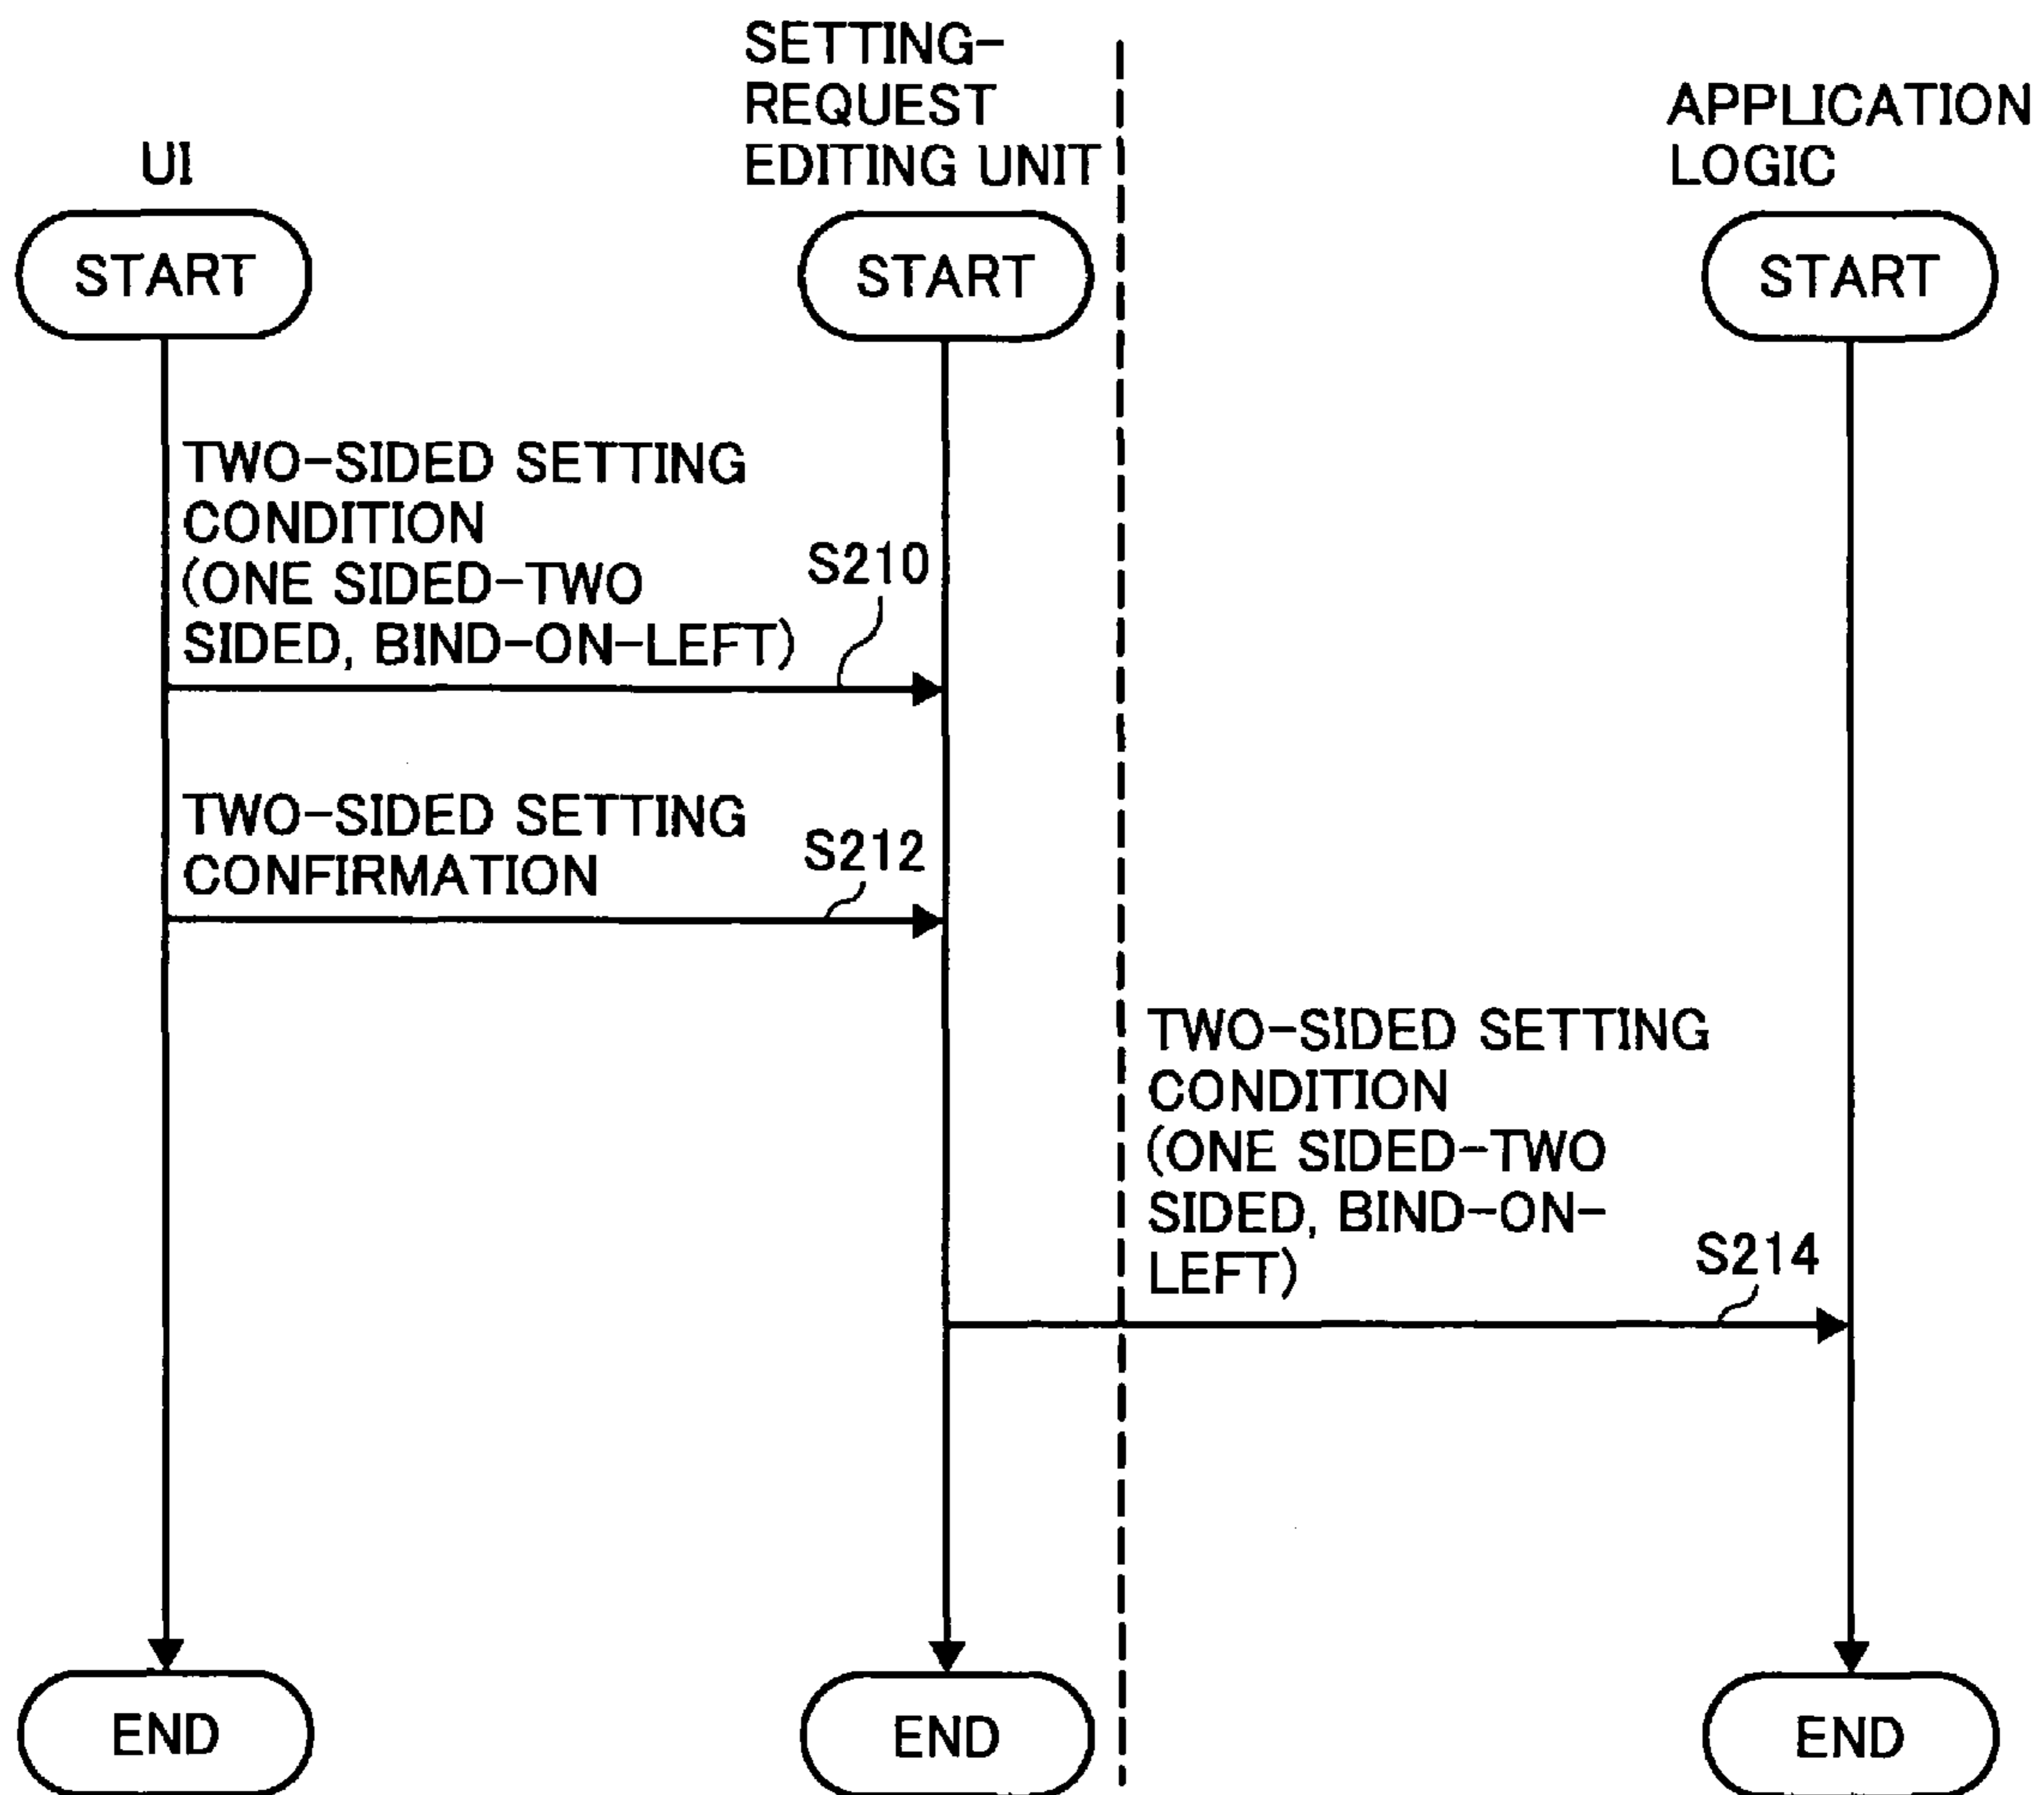 UI
SETTING-
REQUEST
EDITING UNIT
APPLICATION
LOGIC
START
START
START
TWO-SIDED SETTING
CONDITION
(ONE SIDED-TWO
SIDED, BIND-ON-LEFT)
S210
TWO-SIDED SETTING
CONFIRMATION
S212
TWO-SIDED SETTING
CONDITION
(ONE SIDED-TWO
SIDED, BIND-ON-
LEFT)
S214
END
END
END